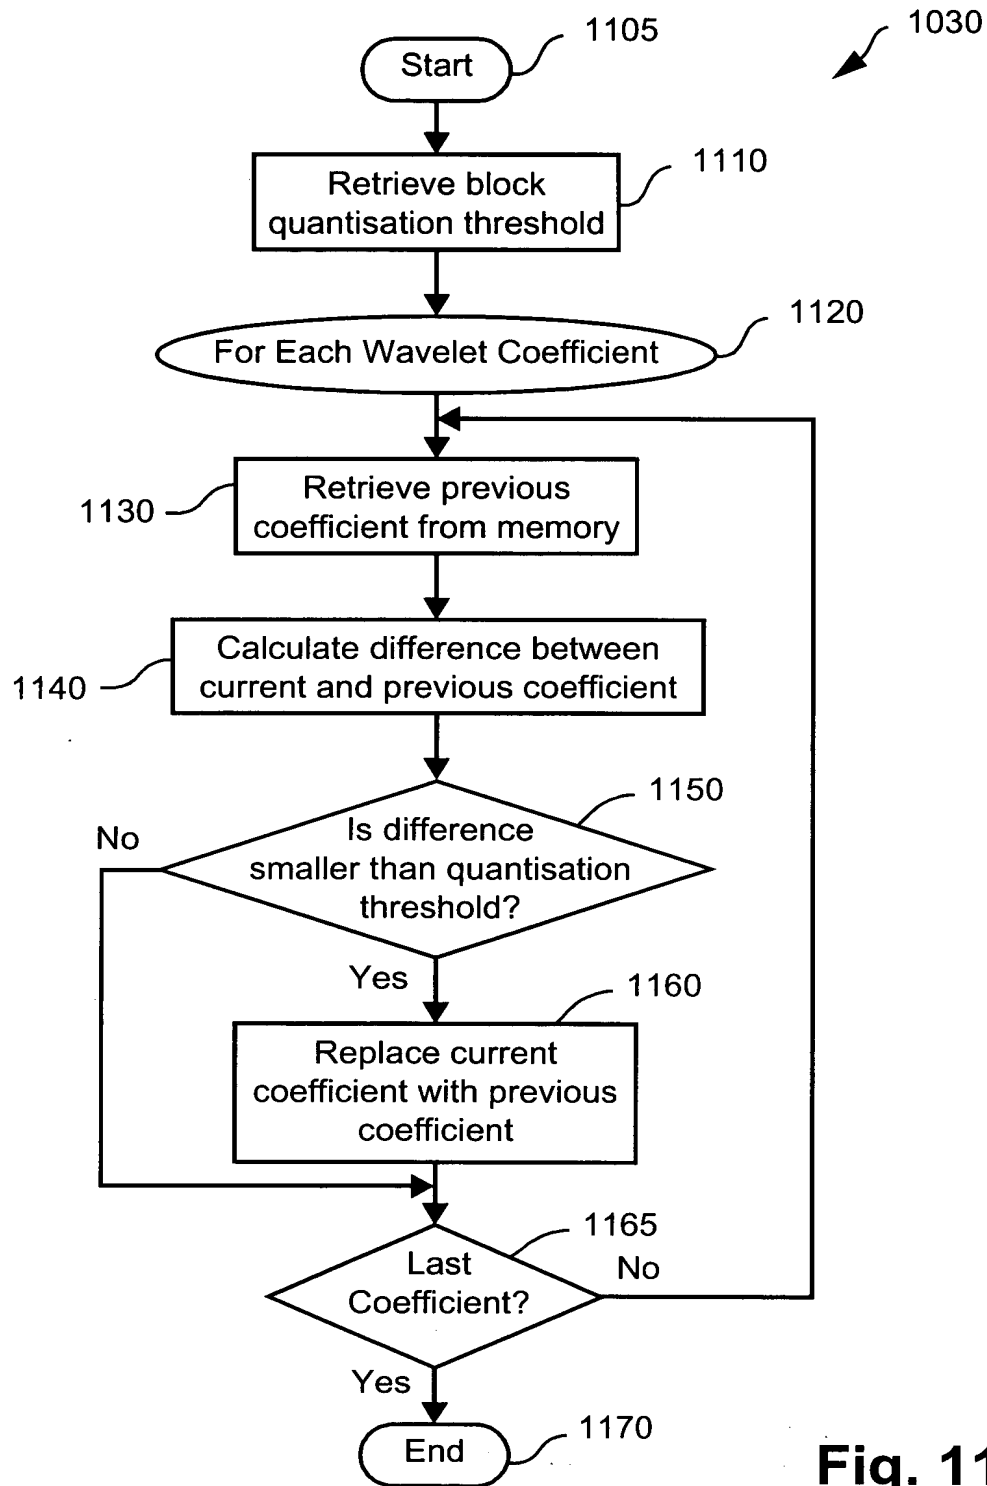 1030
Start
1105
Retrieve block
quantisation threshold
1110
For Each Wavelet Coefficient
1120
Retrieve previous
coefficient from memory
1130
Calculate difference between
current and previous coefficient
1140
Is difference
smaller than quantisation
threshold?
1150
No
Yes
Replace current
coefficient with previous
coefficient
1160
Last
Coefficient?
1165
No
Yes
End
1170
Fig. 11